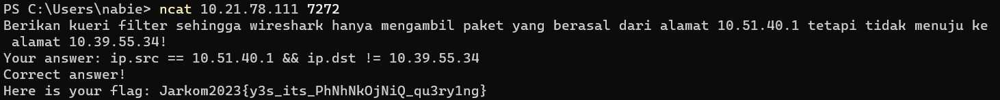 PS C:\Users\nabie> ncat 10.21.78.111 7272
Berikan kueri filter sehingga wireshark hanya mengambil paket yang berasal dari alamat 10.51.40.1 tetapi tidak menuju ke
 alamat 10.39.55.34!
Your answer: ip.src == 10.51.40.1 && ip.dst != 10.39.55.34
Correct answer!
Here is your flag: Jarkom2023{y3s_its_PhNhNkOjNiQ_qu3ry1ng}